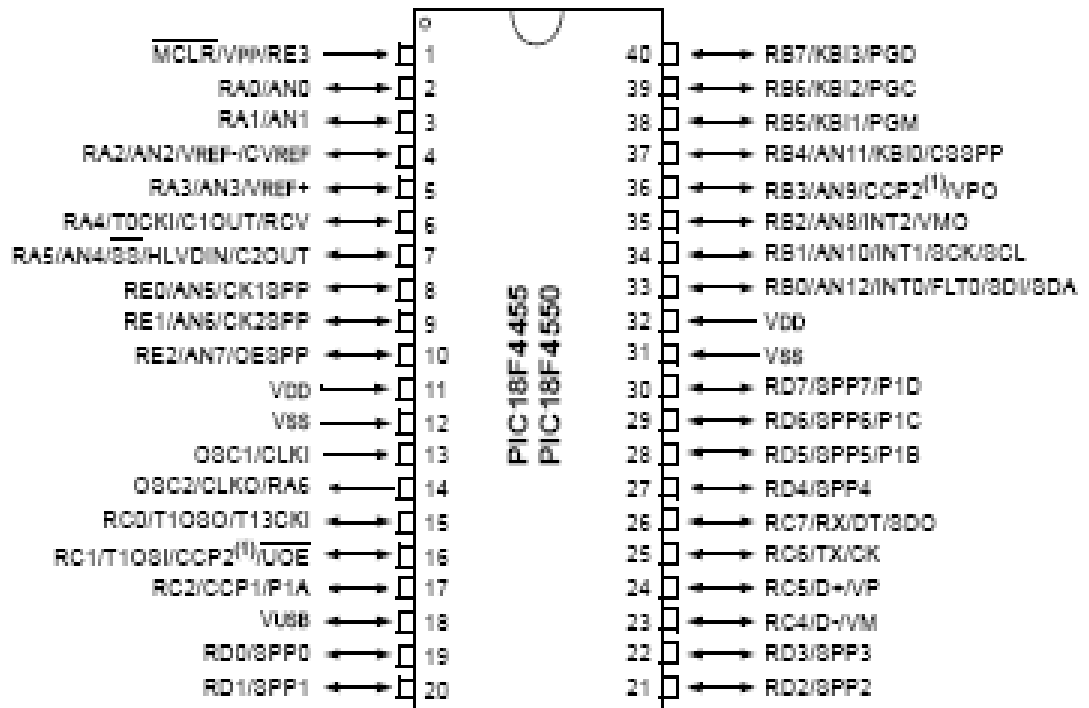 MCLR/VPP/RE3 1
RA0/AN0 2
RA1/AN1 3
RA2/AN2/VREF-/CVREF 4
RA3/AN3/VREF+ 5
RA4/T0CKI/C1OUT/RCV 6
RA5/AN4/SS/HLVDIN/C2OUT 7
RE0/AN5/CK1SPP 8
RE1/AN6/CK2SPP 9
RE2/AN7/OESPP 10
VDD 11
VSS 12
OSC1/CLKI 13
OSC2/CLKO/RA6 14
RC0/T1OSO/T13CKI 15
RC1/T1OSI/CCP2(1)/UOE 16
RC2/CCP1/P1A 17
VUSB 18
RD0/SPP0 19
RD1/SPP1 20
PIC18F4455
PIC18F4550
40 RB7/KBI3/PGD
39 RB6/KBI2/PGC
38 RB5/KBI1/PGM
37 RB4/AN11/KBI0/CSSPP
36 RB3/AN9/CCP2(1)/VPO
35 RB2/AN8/INT2/VMO
34 RB1/AN10/INT1/SCK/SCL
33 RB0/AN12/INT0/FLT0/SDI/SDA
32 VDD
31 VSS
30 RD7/SPP7/P1D
29 RD6/SPP6/P1C
28 RD5/SPP5/P1B
27 RD4/SPP4
26 RC7/RX/DT/SDO
25 RC6/TX/CK
24 RC5/D+/VP
23 RC4/D-/VM
22 RD3/SPP3
21 RD2/SPP2